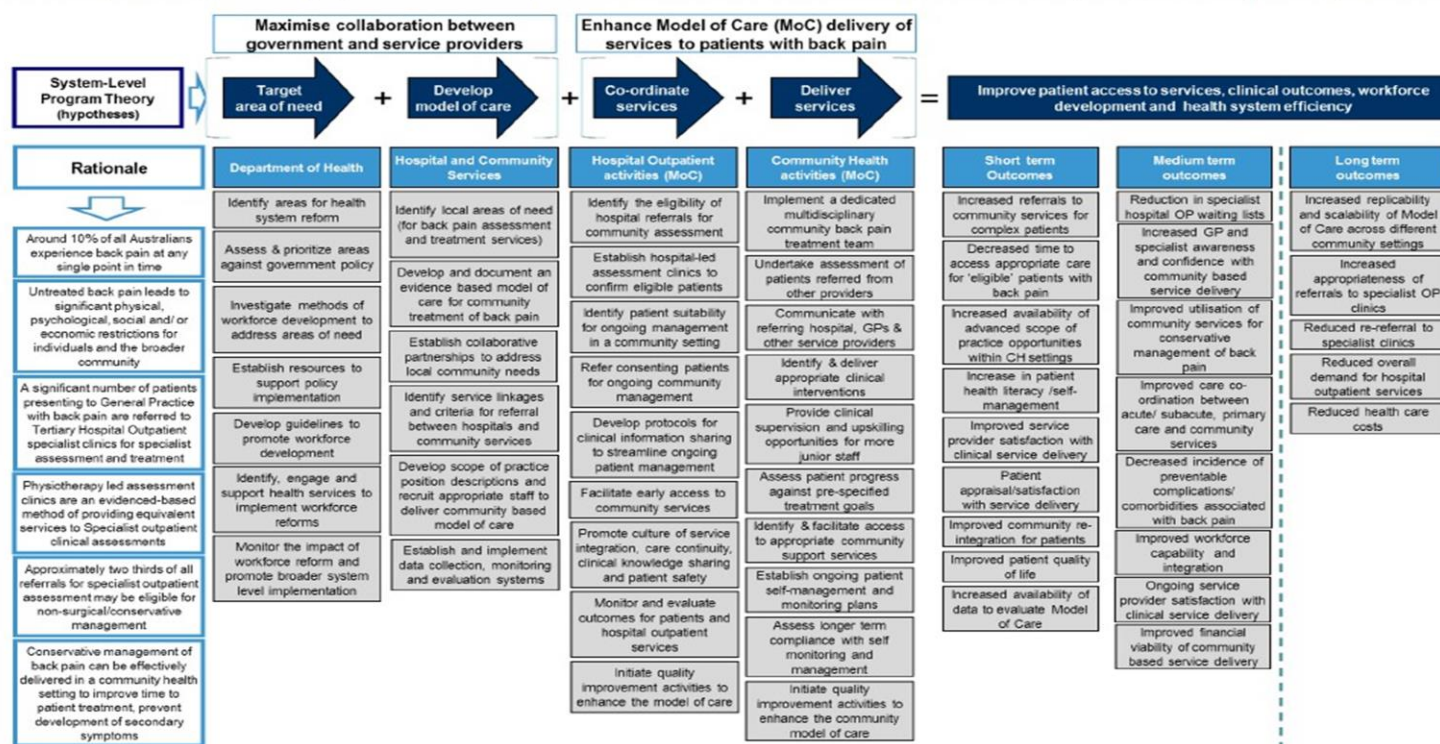 Maximise collaboration between
government and service providers
Enhance Model of Care (MoC) delivery of
services to patients with back pain
System-Level
Program Theory
(hypotheses)
Target
area of need
+
Develop
model of care
+
Co-ordinate
services
+
Deliver
services
=
Improve patient access to services, clinical outcomes, workforce
development and health system efficiency
Rationale
Around 10% of all Australians
experience back pain at any
single point in time
Untreated back pain leads to
significant physical,
psychological, social and/ or
economic restrictions for
individuals and the broader
community
A significant number of patients
presenting to General Practice
with back pain are referred to
Tertiary Hospital Outpatient
specialist clinics for specialist
assessment and treatment
Physiotherapy led assessment
clinics are an evidenced-based
method of providing equivalent
services to Specialist outpatient
clinical assessments
Approximately two thirds of all
referrals for specialist outpatient
assessment may be eligible for
non-surgical/conservative
management
Conservative management of
back pain can be effectively
delivered in a community health
setting to improve time to
patient treatment, prevent
development of secondary
symptoms
Department of Health
Identify areas for health
system reform
Assess & prioritize areas
against government policy
Investigate methods of
workforce development to
address areas of need
Establish resources to
support policy
implementation
Develop guidelines to
promote workforce
development
Identify, engage and
support health services to
implement workforce
reforms
Monitor the impact of
workforce reform and
promote broader system
level implementation
Hospital and Community
Services
Identify local areas of need
(for back pain assessment
and treatment services)
Develop and document an
evidence based model of
care for community
treatment of back pain
Establish collaborative
partnerships to address
local community needs
Identify service linkages
and criteria for referral
between hospitals and
community services
Develop scope of practice
position descriptions and
recruit appropriate staff to
deliver community based
model of care
Establish and implement
data collection, monitoring
and evaluation systems
Hospital Outpatient
activities (MoC)
Identify the eligibility of
hospital referrals for
community assessment
Establish hospital-led
assessment clinics to
confirm eligible patients
Identify patient suitability
for ongoing management
in a community setting
Refer consenting patients
for ongoing community
management
Develop protocols for
clinical information sharing
to streamline ongoing
patient management
Facilitate early access to
community services
Promote culture of service
integration, care continuity,
clinical knowledge sharing
and patient safety
Monitor and evaluate
outcomes for patients and
hospital outpatient
services
Initiate quality
improvement activities to
enhance the model of care
Community Health
activities (MoC)
Implement a dedicated
multidisciplinary
community back pain
treatment team
Undertake assessment of
patients referred from
other providers
Communicate with
referring hospital, GPs &
other service providers
Identify & deliver
appropriate clinical
interventions
Provide clinical
supervision and upskilling
opportunities for more
junior staff
Assess patient progress
against pre-specified
treatment goals
Identify & facilitate access
to appropriate community
support services
Establish ongoing patient
self-management and
monitoring plans
Assess longer term
compliance with self
monitoring and
management
Initiate quality
improvement activities to
enhance the community
model of care
Short term
Outcomes
Increased referrals to
community services for
complex patients
Decreased time to
access appropriate care
for 'eligible' patients with
back pain
Increased availability of
advanced scope of
practice opportunities
within CH settings
Increase in patient
health literacy /self-
management
Improved service
provider satisfaction with
clinical service delivery
Patient
appraisal/satisfaction
with service delivery
Improved community re-
integration for patients
Improved patient quality
of life
Increased availability of
data to evaluate Model
of Care
Medium term
outcomes
Reduction in specialist
hospital OP waiting lists
Increased GP and
specialist awareness
and confidence with
community based
service delivery
Improved utilisation of
community services for
conservative
management of back
pain
Improved care co-
ordination between
acute/ subacute, primary
care and community
services
Decreased incidence of
preventable
complications/
comorbidities associated
with back pain
Improved workforce
capability and
integration
Ongoing service
provider satisfaction with
clinical service delivery
Improved financial
viability of community
based service delivery
Long term
outcomes
Increased replicability
and scalability of Model
of Care across different
community settings
Increased
appropriateness of
referrals to specialist OP
clinics
Reduced re-referral to
specialist clinics
Reduced overall
demand for hospital
outpatient services
Reduced health care
costs